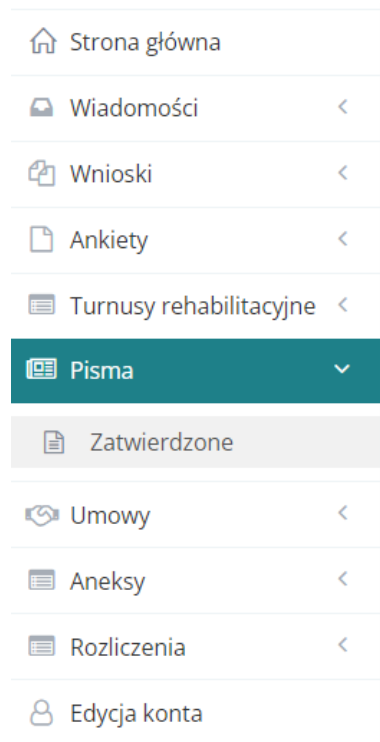 Strona główna
Wiadomości
Wnioski
Ankiety
Turnusy rehabilitacyjne
Pisma
Zatwierdzone
Umowy
Aneksy
Rozliczenia
Edycja konta